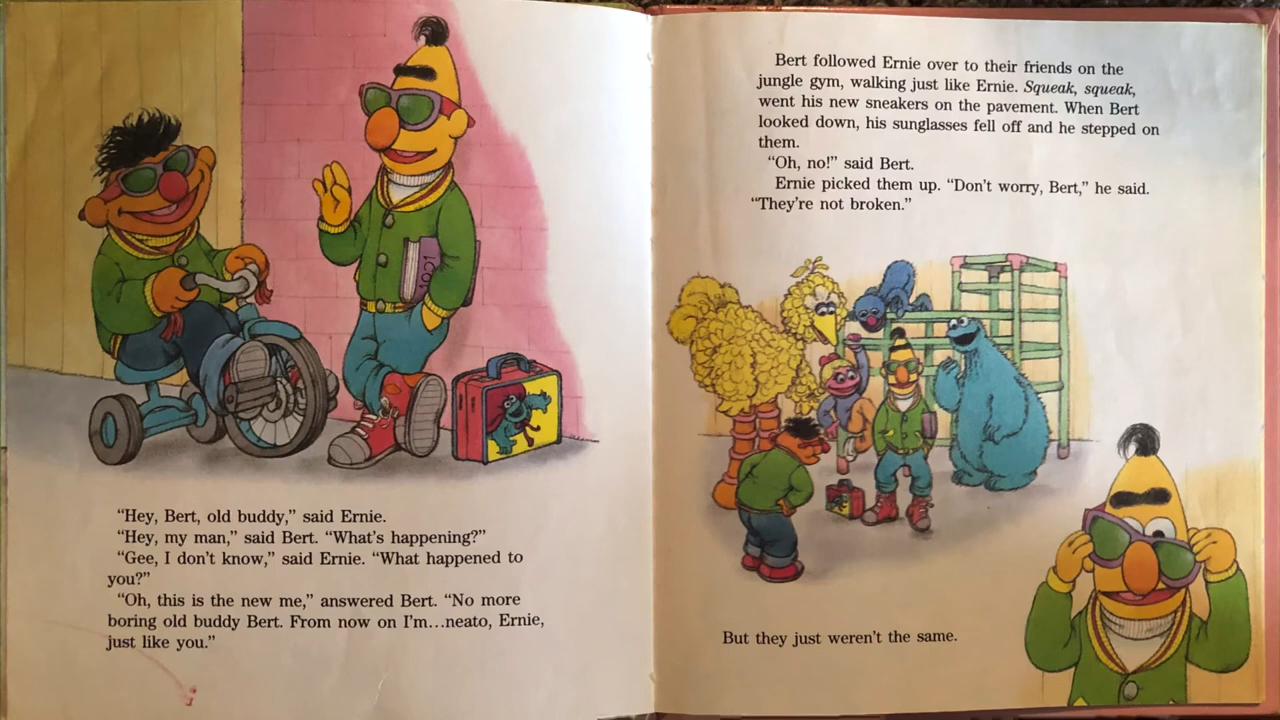 “Hey, Bert, old buddy,” said Ernie.
“Hey, my man,” said Bert. “What's happening?”
“Gee, I don't know,” said Ernie. “What happened to
you?”
“Oh, this is the new me,” answered Bert. “No more
boring old buddy Bert. From now on I'm...neato, Ernie,
just like you.”
Bert followed Ernie over to their friends on the
jungle gym, walking just like Ernie. Squeak, squeak,
went his new sneakers on the pavement. When Bert
looked down, his sunglasses fell off and he stepped on
them.
“Oh, no!” said Bert.
Ernie picked them up. “Don't worry, Bert,” he said.
“They're not broken.”
But they just weren't the same.